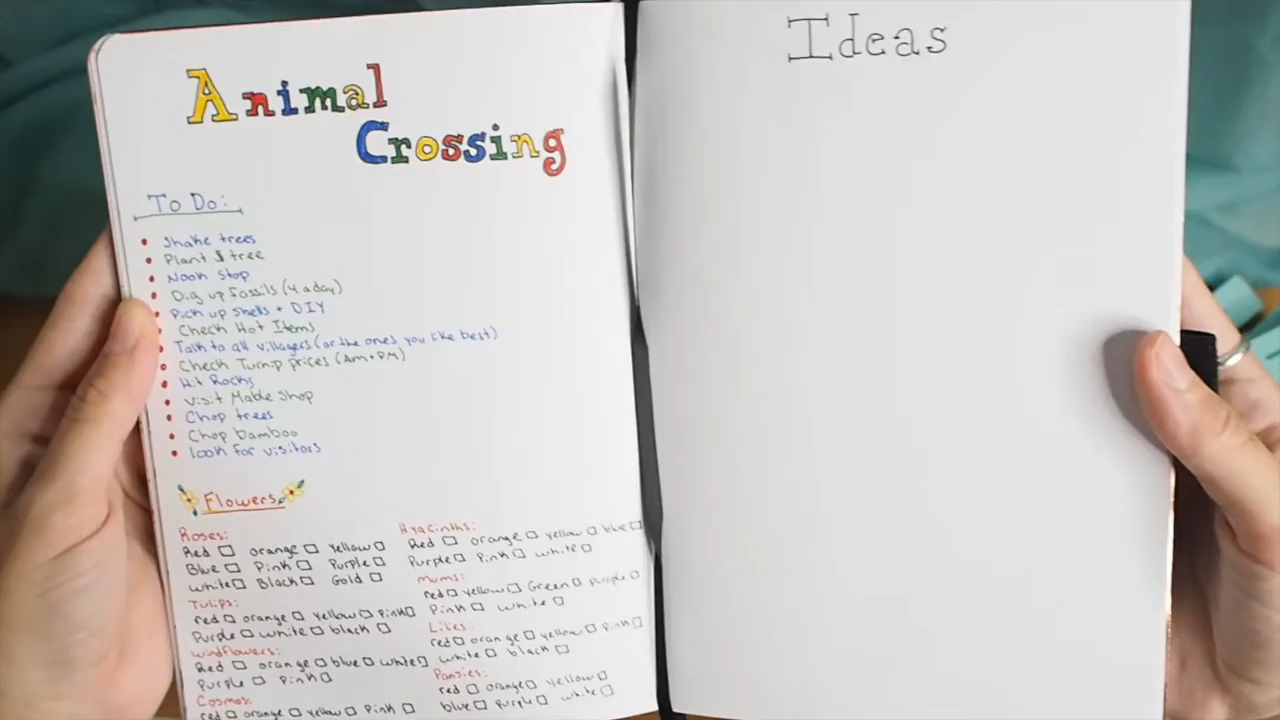 Animal
Crossing
To Do:
Shake trees
Plant $ tree
Nook stop
Dig up fossils (4 a day)
Pick up shells + DIY
Check Hot Items
Talk to all villagers (or the ones you like best)
Check Turnip prices (AM + PM)
Hit Rocks
Visit Mable Shop
Chop trees
Chop bamboo
look for visitors
Flowers
Roses:
Red orange Yellow
Blue Pink Purple
white Black Gold
Tulips:
red orange yellow pink
Purple white black
windflowers:
Red orange blue white
Purple Pink
Cosmos:
red orange yellow Pink
Hyacinths:
Red orange yellow blue
Purple Pink white
mums:
red yellow Green purple
Pink white
Lilies:
red orange yellow pink
white black
Pansies:
red orange yellow
blue purple white
Ideas